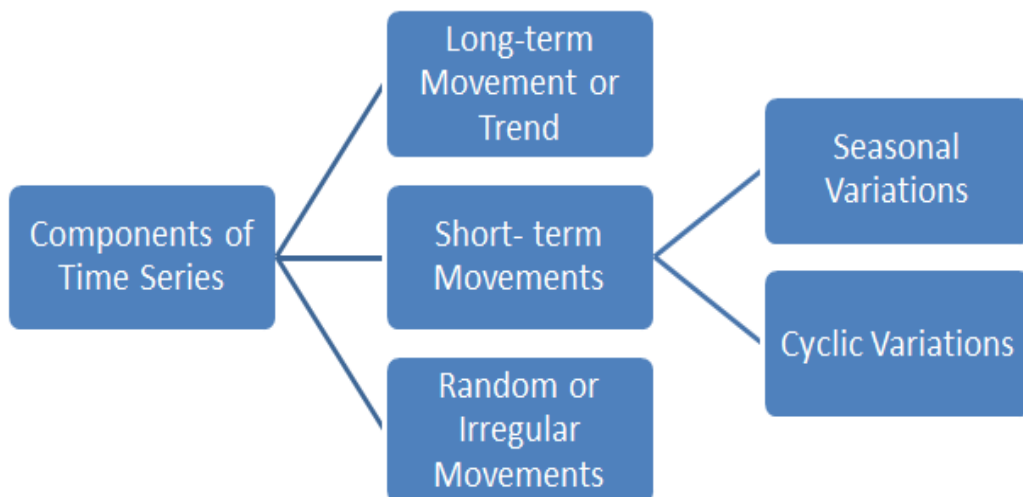 Components of
Time Series
Long-term
Movement or
Trend
Short- term
Movements
Random or
Irregular
Movements
Seasonal
Variations
Cyclic Variations